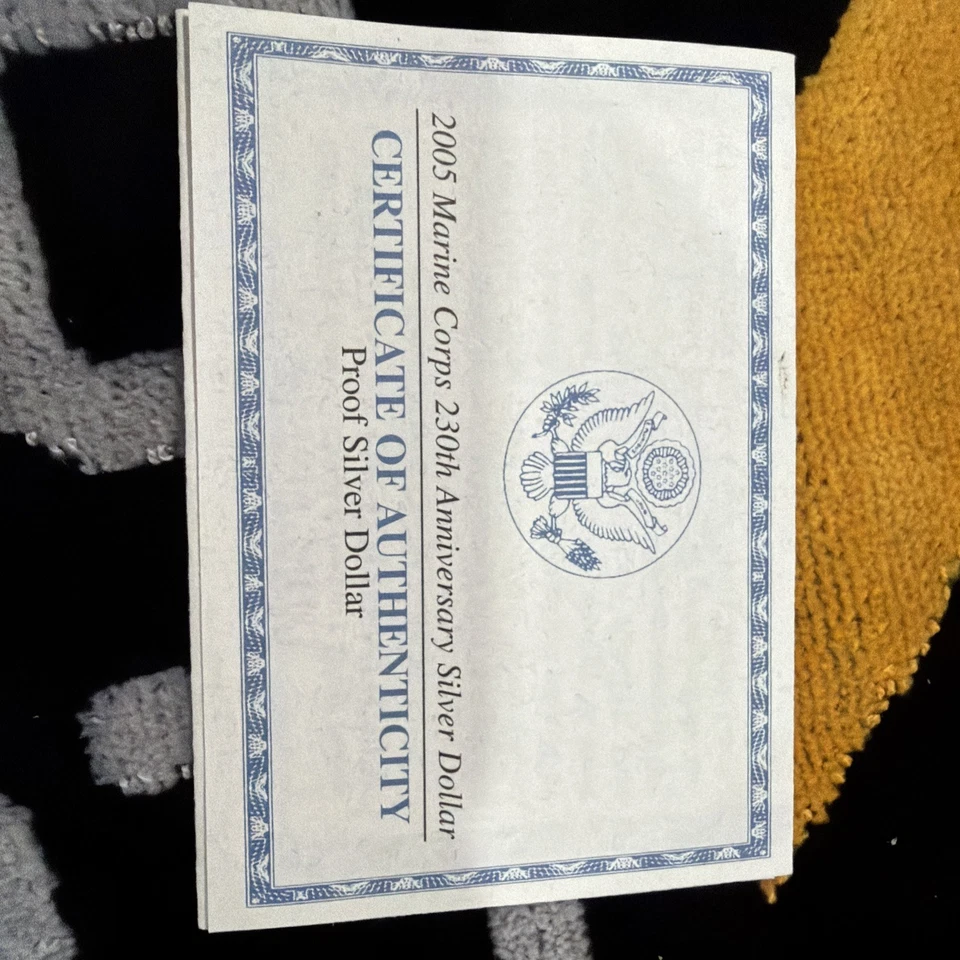 2005 Marine Corps 230th Anniversary Silver Dollar
CERTIFICATE OF AUTHENTICITY
Proof Silver Dollar